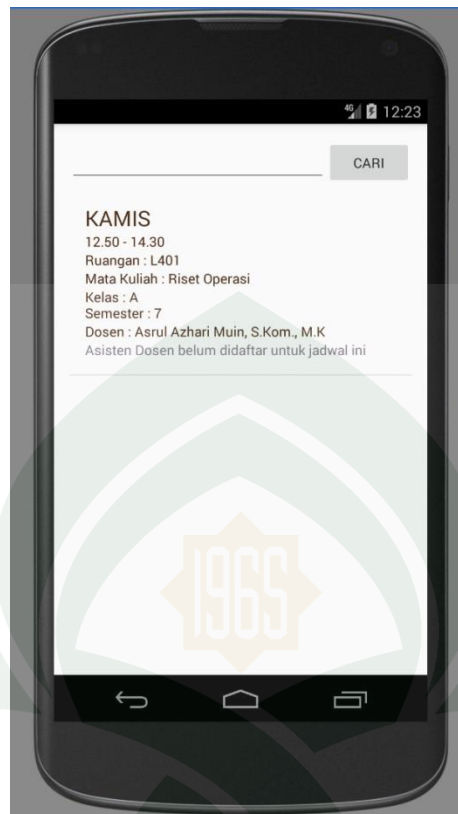 4G 12:23
CARI
KAMIS
12.50 - 14.30
Ruangan : L401
Mata Kuliah : Riset Operasi
Kelas : A
Semester : 7
Dosen : Asrul Azhari Muin, S.Kom., M.K
Asisten Dosen belum didaftar untuk jadwal ini
1965